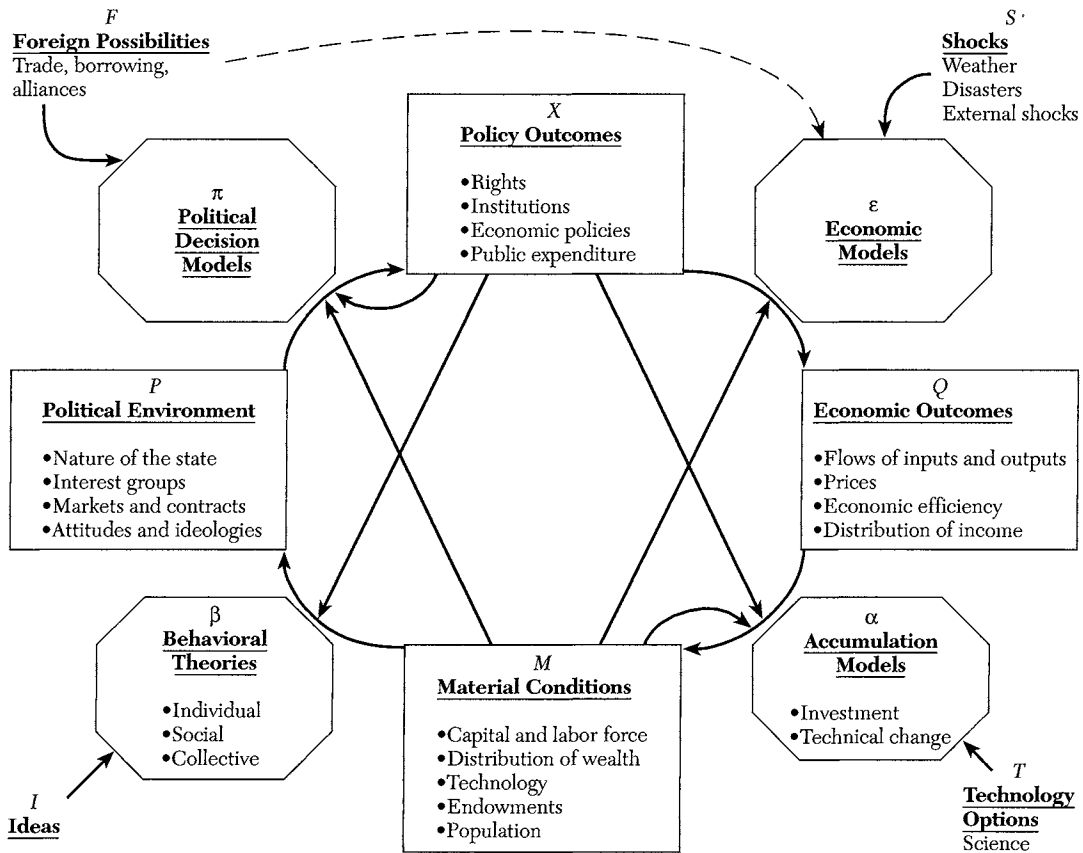 F
Foreign Possibilities
Trade, borrowing,
alliances
S
Shocks
Weather
Disasters
External shocks
X
Policy Outcomes
•Rights
•Institutions
•Economic policies
•Public expenditure
π
Political
Decision
Models
ε
Economic
Models
P
Political Environment
•Nature of the state
•Interest groups
•Markets and contracts
•Attitudes and ideologies
Q
Economic Outcomes
•Flows of inputs and outputs
•Prices
•Economic efficiency
•Distribution of income
β
Behavioral
Theories
•Individual
•Social
•Collective
M
Material Conditions
•Capital and labor force
•Distribution of wealth
•Technology
•Endowments
•Population
α
Accumulation
Models
•Investment
•Technical change
I
Ideas
T
Technology
Options
Science